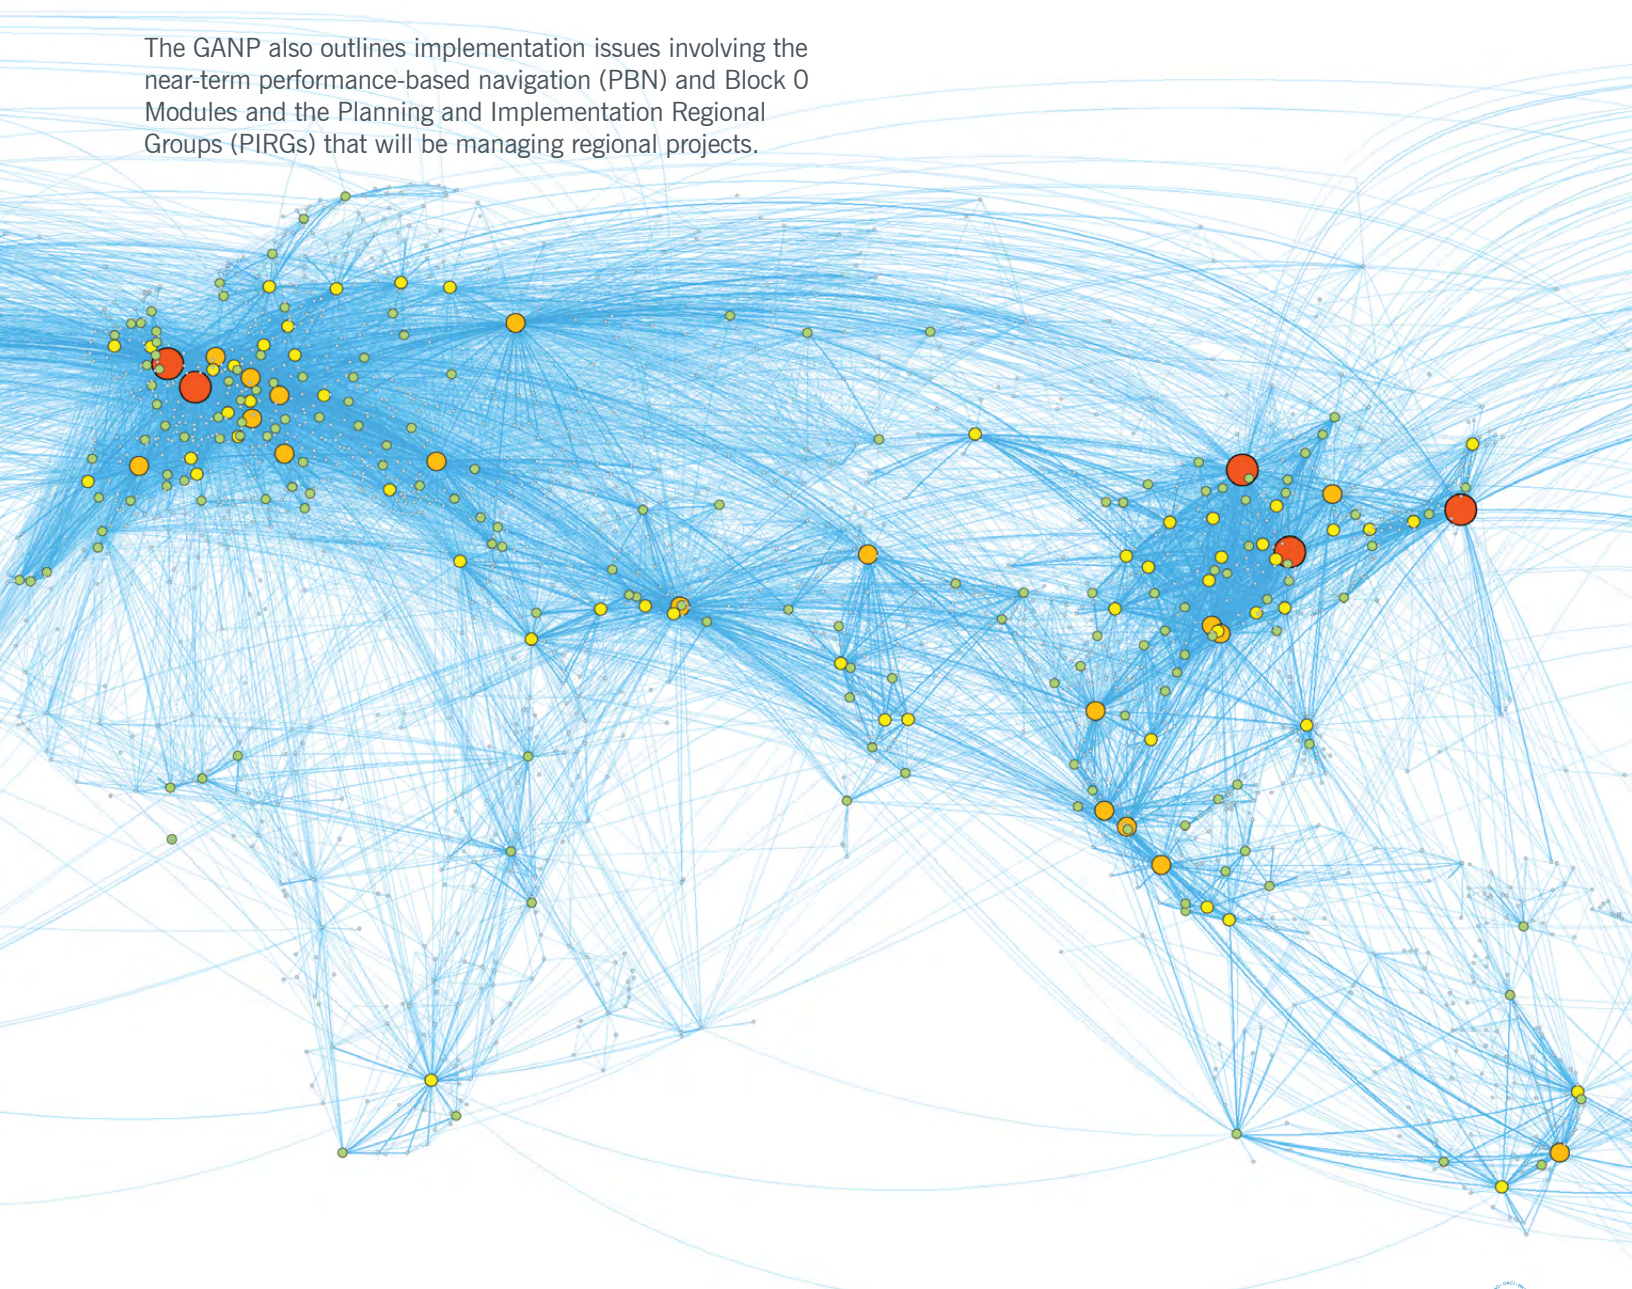 The GANP also outlines implementation issues involving the
near-term performance-based navigation (PBN) and Block 0
Modules and the Planning and Implementation Regional
Groups (PIRGs) that will be managing regional projects.